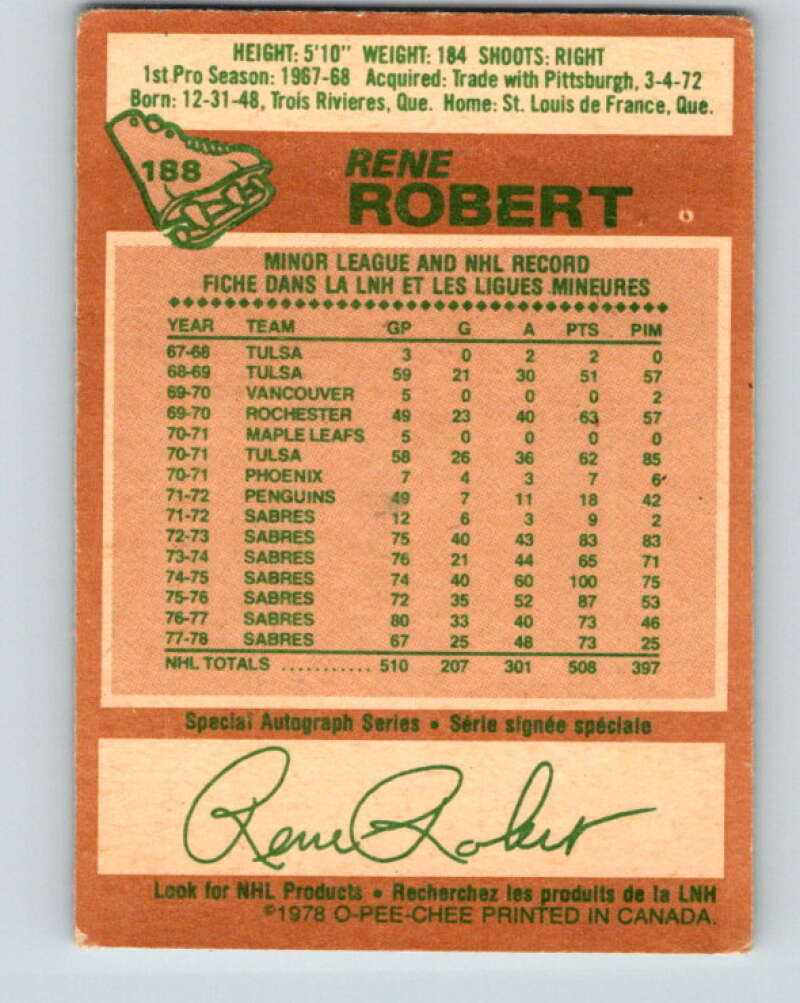 HEIGHT: 5'10" WEIGHT: 184 SHOOTS: RIGHT
1st Pro Season: 1967-68 Acquired: Trade with Pittsburgh, 3-4-72
Born: 12-31-48, Trois Rivieres, Que. Home: St. Louis de France, Que.
188
RENE
ROBERT
MINOR LEAGUE AND NHL RECORD
FICHE DANS LA LNH ET LES LIGUES MINEURES
YEAR TEAM GP G A PTS PIM
67-68 TULSA 3 0 2 2 0
68-69 TULSA 59 21 30 51 57
69-70 VANCOUVER 5 0 0 0 2
69-70 ROCHESTER 49 23 40 63 57
70-71 MAPLE LEAFS 5 0 0 0 0
70-71 TULSA 58 26 36 62 85
70-71 PHOENIX 7 4 3 7 6
71-72 PENGUINS 49 7 11 18 42
71-72 SABRES 12 6 3 9 2
72-73 SABRES 75 40 43 83 83
73-74 SABRES 76 21 44 65 71
74-75 SABRES 74 40 60 100 75
75-76 SABRES 72 35 52 87 53
76-77 SABRES 80 33 40 73 46
77-78 SABRES 67 25 48 73 25
NHL TOTALS ........... 510 207 301 508 397
Special Autograph Series • Série signée spéciale
Rene Robert
Look for NHL Products • Recherchez les produits de la LNH
©1978 O-PEE-CHEE PRINTED IN CANADA.